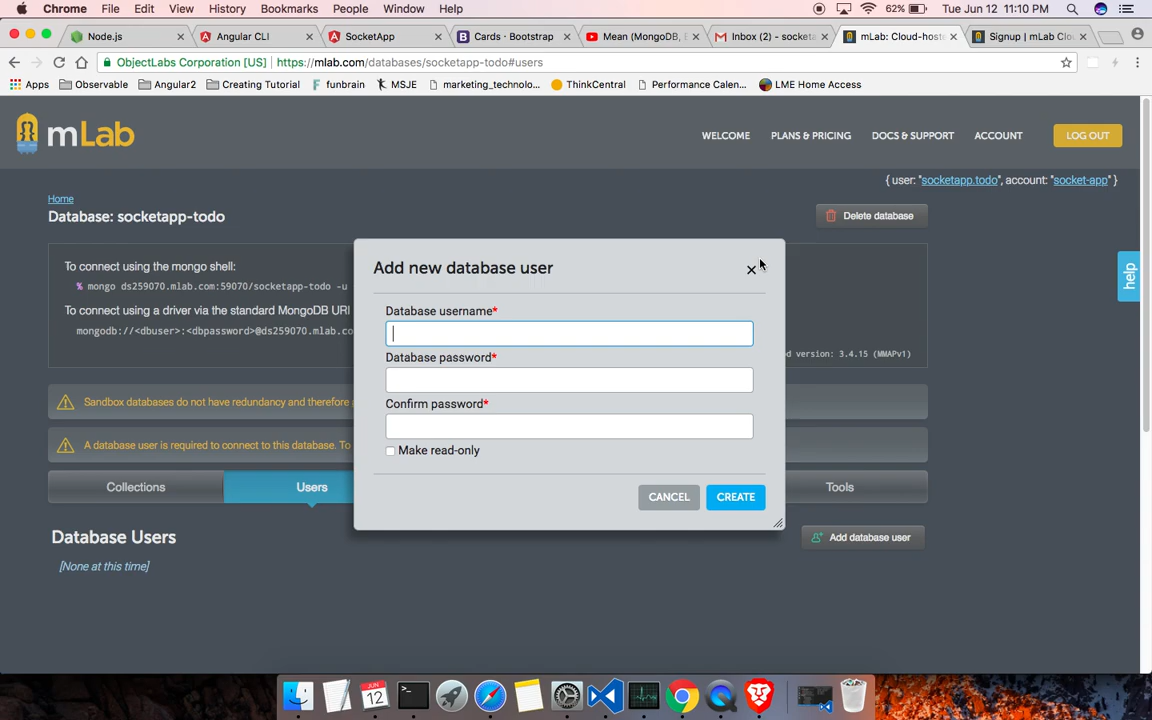 Chrome File Edit View History Bookmarks People Window Help 62% Tue Jun 12 11:10 PM
Node.js Angular CLI SocketApp Cards · Bootstrap Mean (MongoDB, E Inbox (2) - socketa mLab: Cloud-hoste Signup | mLab Clou
ObjectLabs Corporation [US] | https://mlab.com/databases/socketapp-todo#users
Apps Observable Angular2 Creating Tutorial funbrain MSJE marketing_technolo... ThinkCentral Performance Calen... LME Home Access
mLab WELCOME PLANS & PRICING DOCS & SUPPORT ACCOUNT LOG OUT
{ user: "socketapp.todo", account: "socket-app" }
Home
Database: socketapp-todo Delete database
To connect using the mongo shell:
% mongo ds259070.mlab.com:59070/socketapp-todo -u
To connect using a driver via the standard MongoDB URI
mongodb://<dbuser>:<dbpassword>@ds259070.mlab.co
d version: 3.4.15 (MMAPv1)
Sandbox databases do not have redundancy and therefore
A database user is required to connect to this database. To
Collections Users Tools
Database Users Add database user
[None at this time]
Add new database user ×
Database username*
Database password*
Confirm password*
Make read-only
CANCEL CREATE
help
JUN
12